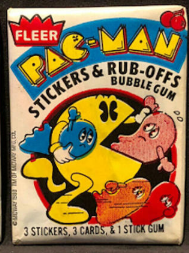 FLEER
PAC-MAN
STICKERS & RUB-OFFS
BUBBLE GUM
3 STICKERS, 3 CARDS, & 1 STICK GUM